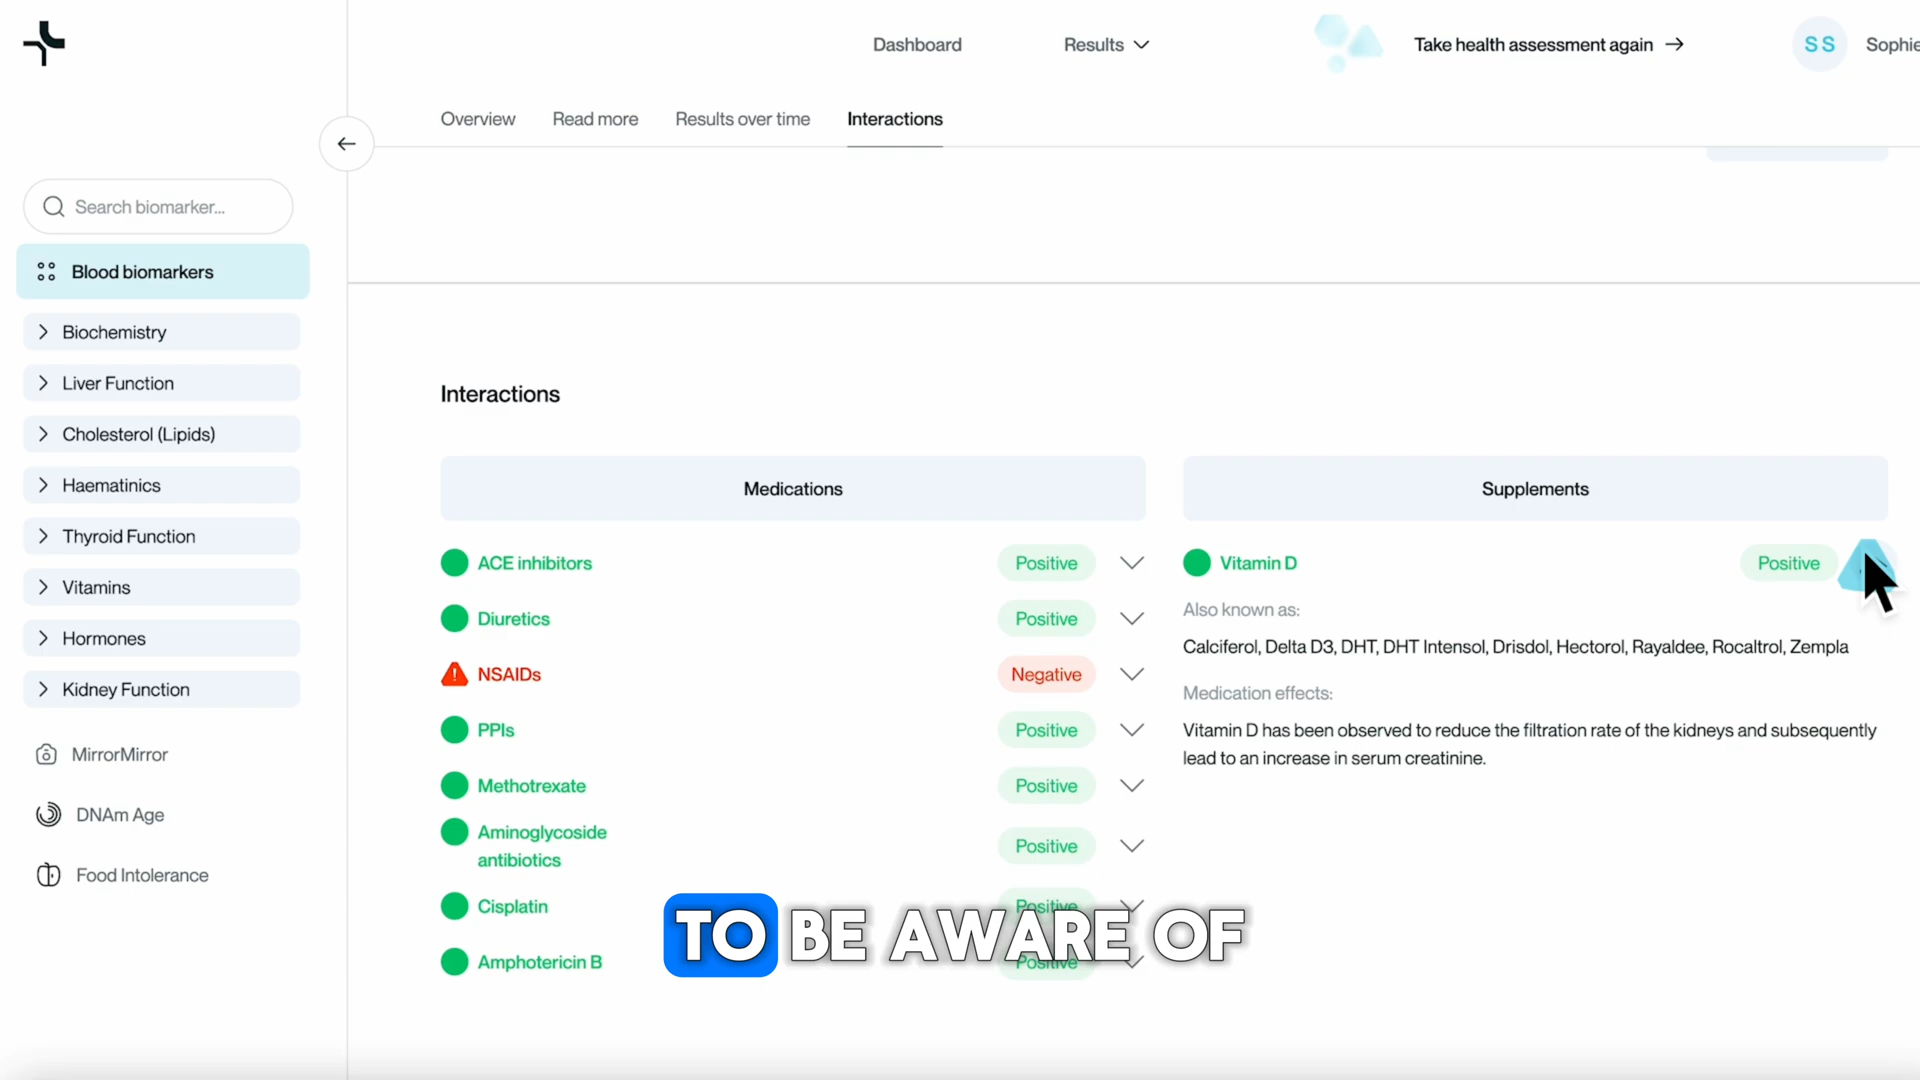 Dashboard
Results
Take health assessment again
SS
Sophie
Overview
Read more
Results over time
Interactions
Search biomarker...
Blood biomarkers
Biochemistry
Liver Function
Cholesterol (Lipids)
Haematinics
Thyroid Function
Vitamins
Hormones
Kidney Function
MirrorMirror
DNAm Age
Food Intolerance
Interactions
Medications
ACE inhibitors Positive
Diuretics Positive
NSAIDs Negative
PPIs Positive
Methotrexate Positive
Aminoglycoside
antibiotics Positive
Cisplatin Positive
Amphotericin B Positive
Supplements
Vitamin D Positive
Also known as:
Calciferol, Delta D3, DHT, DHT Intensol, Drisdol, Hectorol, Rayaldee, Rocaltrol, Zempla
Medication effects:
Vitamin D has been observed to reduce the filtration rate of the kidneys and subsequently
lead to an increase in serum creatinine.
TO BE AWARE OF